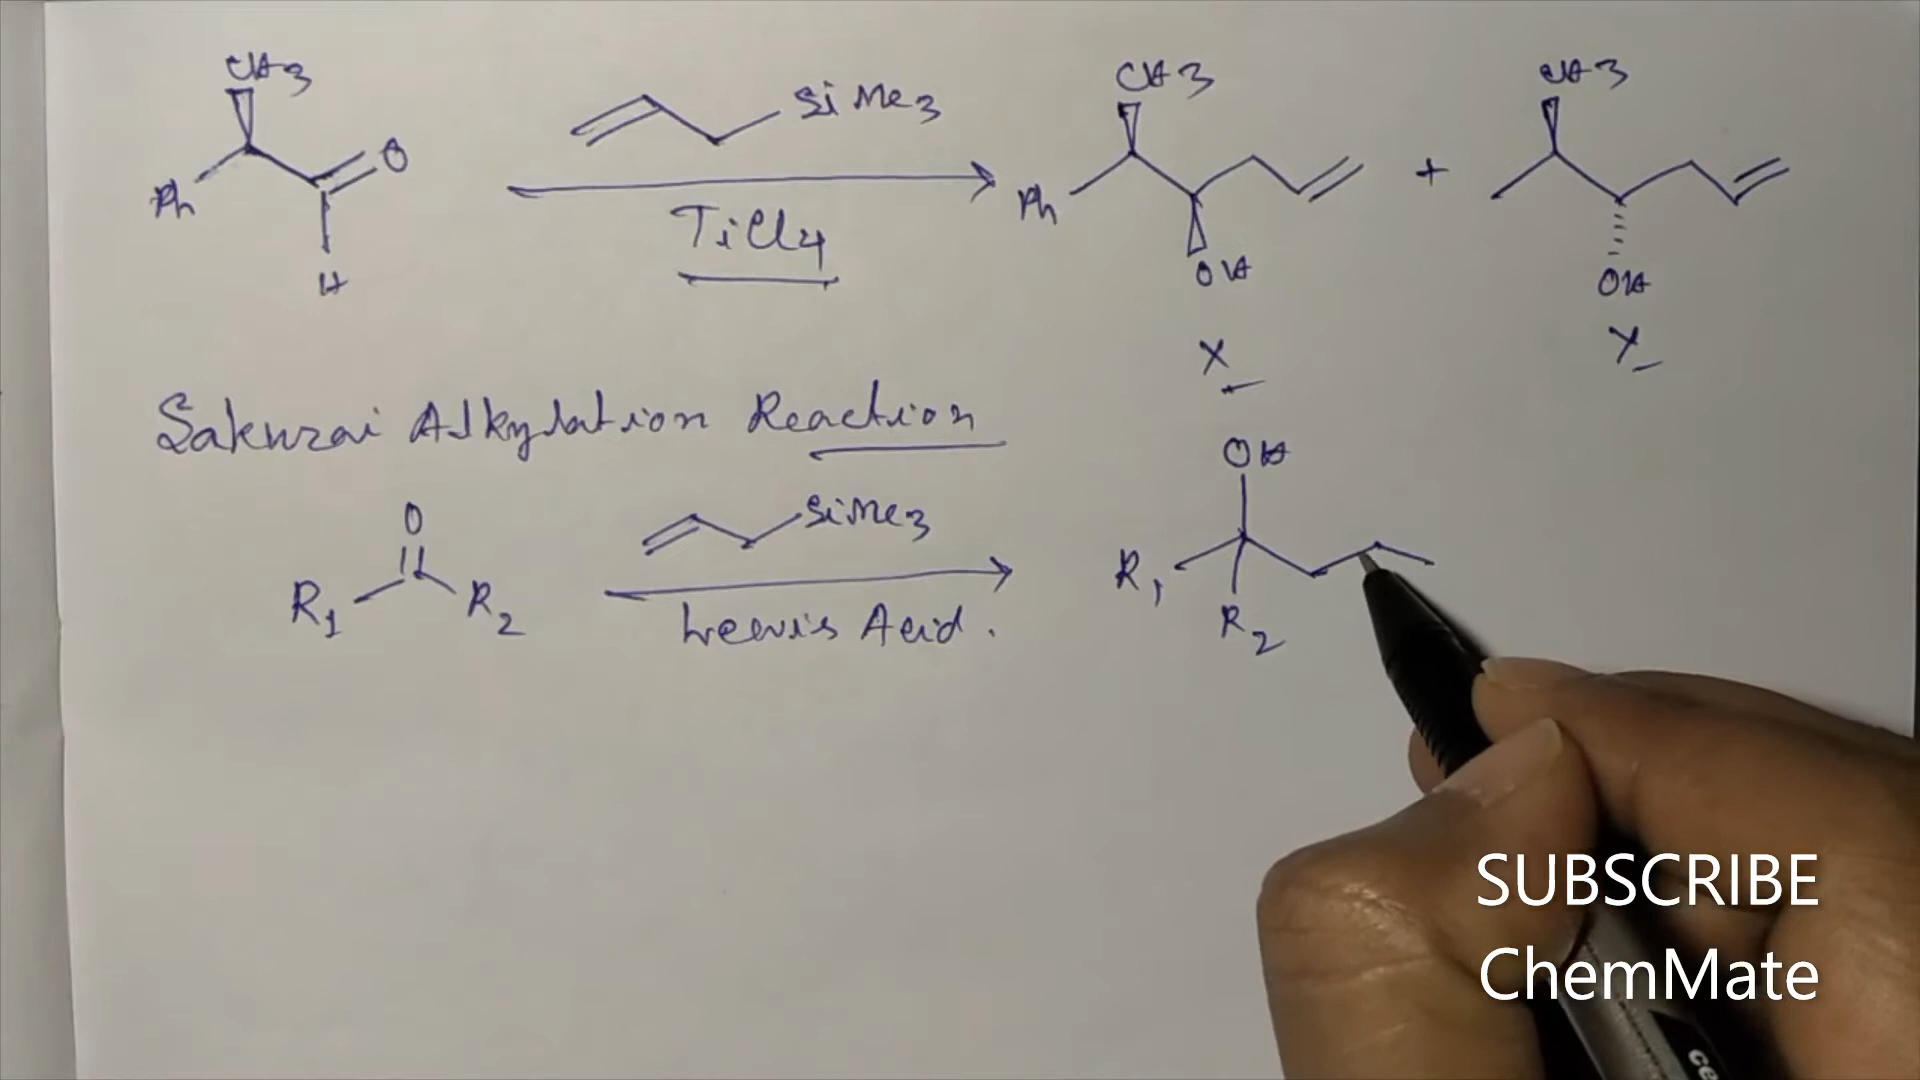 CH3
SiMe3
CH3
CH3
O
Ph
Ph
+
TiCl4
H
OH
OH
X
Y
Sakurai Alkylation Reaction
OH
O
SiMe3
R1
R2
Lewis Acid.
R1
R2
SUBSCRIBE
ChemMate
ce